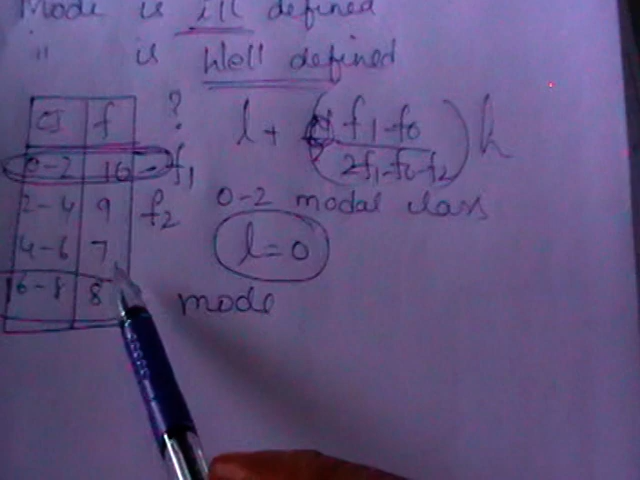 Mode is ill defined
" is Well defined
CI f ?
0-2 16 - f1
2-4 9 f2
4-6 7
6-8 8
l + ( f1-f0 / 2f1-f0-f2 ) h
0-2 modal class
l=0
mode